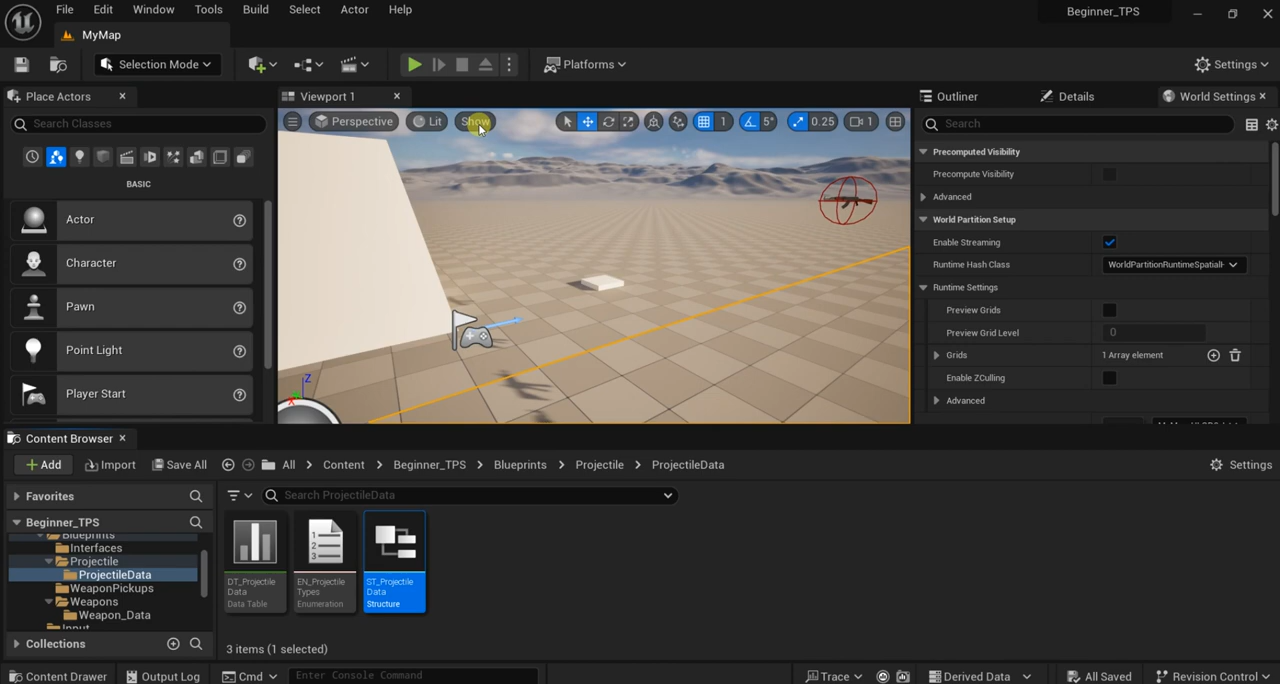 File Edit Window Tools Build Select Actor Help
Beginner_TPS
MyMap
Selection Mode
Platforms
Settings
Place Actors
Viewport 1
Outliner
Details
World Settings
Search Classes
Perspective
Lit
Show
1
5°
0.25
1
Search
BASIC
Precomputed Visibility
Precompute Visibility
Advanced
World Partition Setup
Enable Streaming
Runtime Hash Class
WorldPartitionRuntimeSpatialH
Runtime Settings
Preview Grids
Preview Grid Level
0
Grids
1 Array element
Enable ZCulling
Advanced
Actor
Character
Pawn
Point Light
Player Start
Z
X
Content Browser
Add
Import
Save All
All > Content > Beginner_TPS > Blueprints > Projectile > ProjectileData
Settings
Favorites
Search ProjectileData
Beginner_TPS
Blueprints
Interfaces
Projectile
ProjectileData
WeaponPickups
Weapons
Weapon_Data
Input
Collections
DT_Projectile
Data
Data Table
EN_Projectile
Types
Enumeration
ST_Projectile
Data
Structure
3 items (1 selected)
Content Drawer
Output Log
Cmd
Enter Console Command
Trace
Derived Data
All Saved
Revision Control